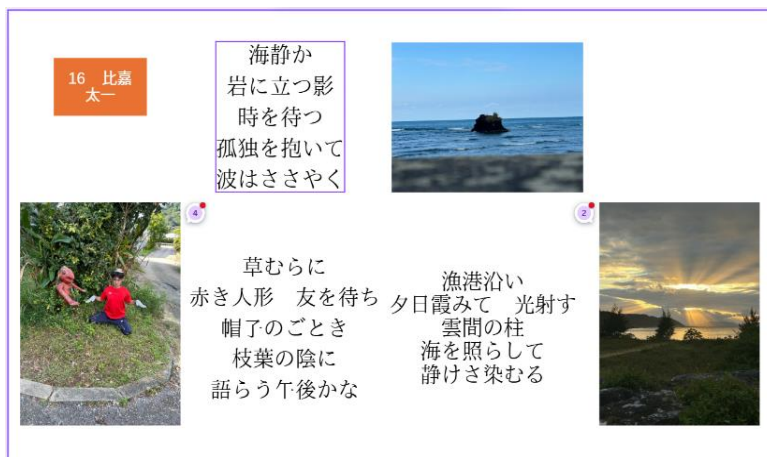 16　比嘉
太一
海静か
岩に立つ影
時を待つ
孤独を抱いて
波はささやく
4
2
草むらに
赤き人形　友を待ち
帽子のごとき
枝葉の陰に
語らう午後かな
漁港沿い
夕日霞みて　光射す
雲間の柱
海を照らして
静けさ染むる